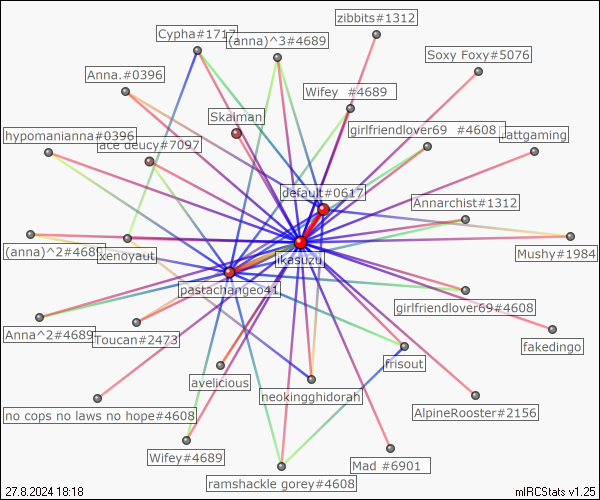 zibbits#1312
Cypha#1717
(anna)^3#4689
Soxy Foxy#5076
Anna.#0396
Wifey  #4689
Skalman
girlfriendlover69  #4608
rattgaming
hypomanianna#0396
ace deucy#7097
default#0617
Annarchist#1312
(anna)^2#4689
xenoyaut
ikasuzu
Mushy#1984
pastachangeo41
girlfriendlover69#4608
Anna^2#4689
Toucan#2473
fakedingo
frisout
avelicious
neokingghidorah
no cops no laws no hope#4608
AlpineRooster#2156
Wifey#4689
Mad #6901
ramshackle gorey#4608
27.8.2024 18:18
mIRCStats v1.25